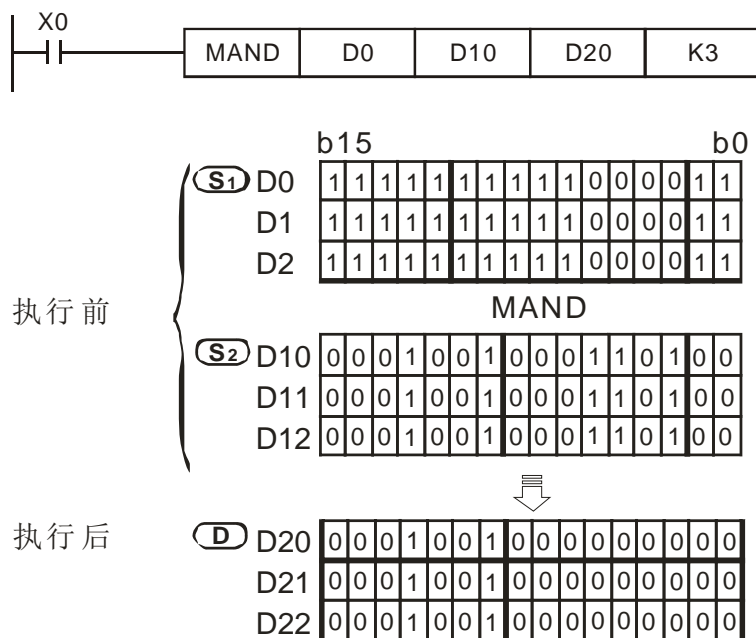 X0
MAND D0 D10 D20 K3
b15 b0
S1 D0 1 1 1 1 1 1 1 1 1 1 0 0 0 0 1 1
D1 1 1 1 1 1 1 1 1 1 1 0 0 0 0 1 1
D2 1 1 1 1 1 1 1 1 1 1 0 0 0 0 1 1
执行前
MAND
S2 D10 0 0 0 1 0 0 1 0 0 0 1 1 0 1 0 0
D11 0 0 0 1 0 0 1 0 0 0 1 1 0 1 0 0
D12 0 0 0 1 0 0 1 0 0 0 1 1 0 1 0 0
执行后
D D20 0 0 0 1 0 0 1 0 0 0 0 0 0 0 0 0
D21 0 0 0 1 0 0 1 0 0 0 0 0 0 0 0 0
D22 0 0 0 1 0 0 1 0 0 0 0 0 0 0 0 0